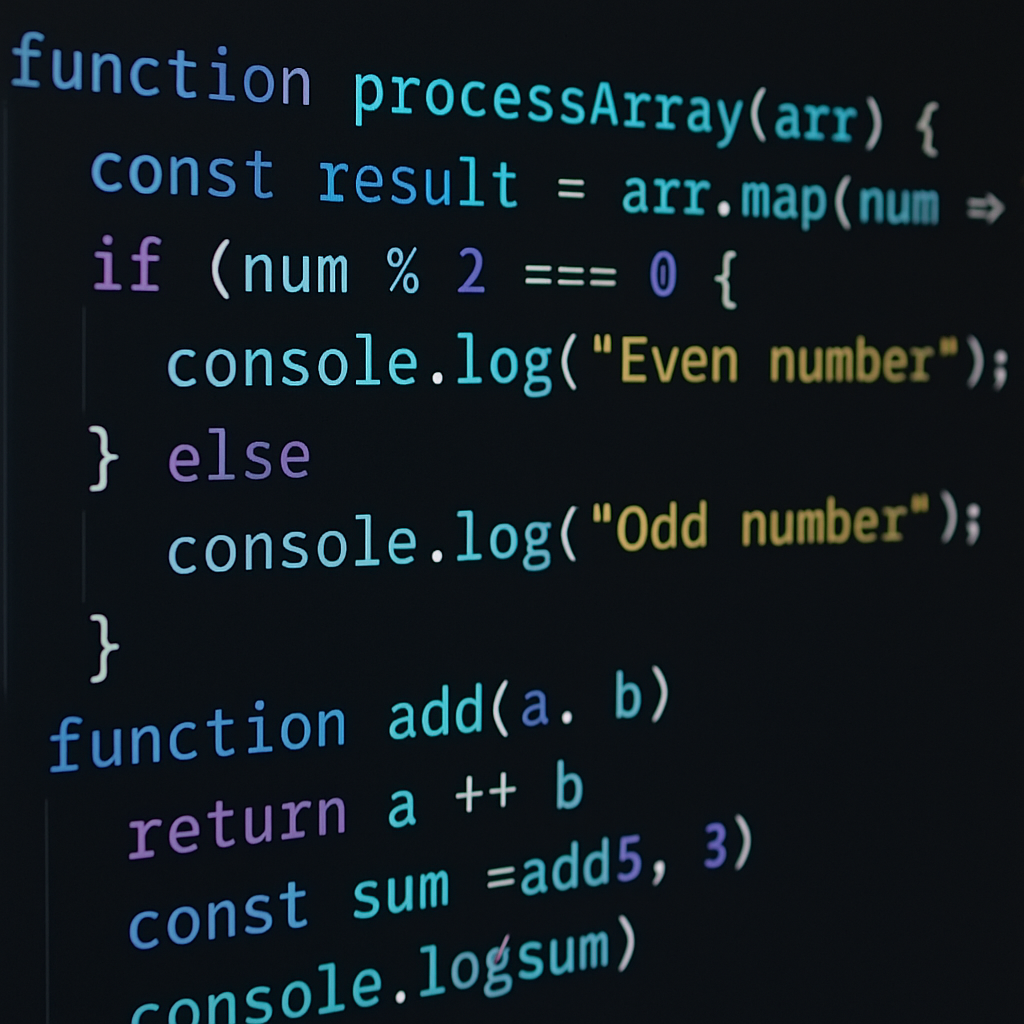 function processArray(arr) {
const result = arr.map(num =>
if (num % 2 === 0 {
console.log("Even number");
} else
console.log("Odd number");
}
function add(a. b)
return a ++ b
const sum =add5, 3)
console.logsum)